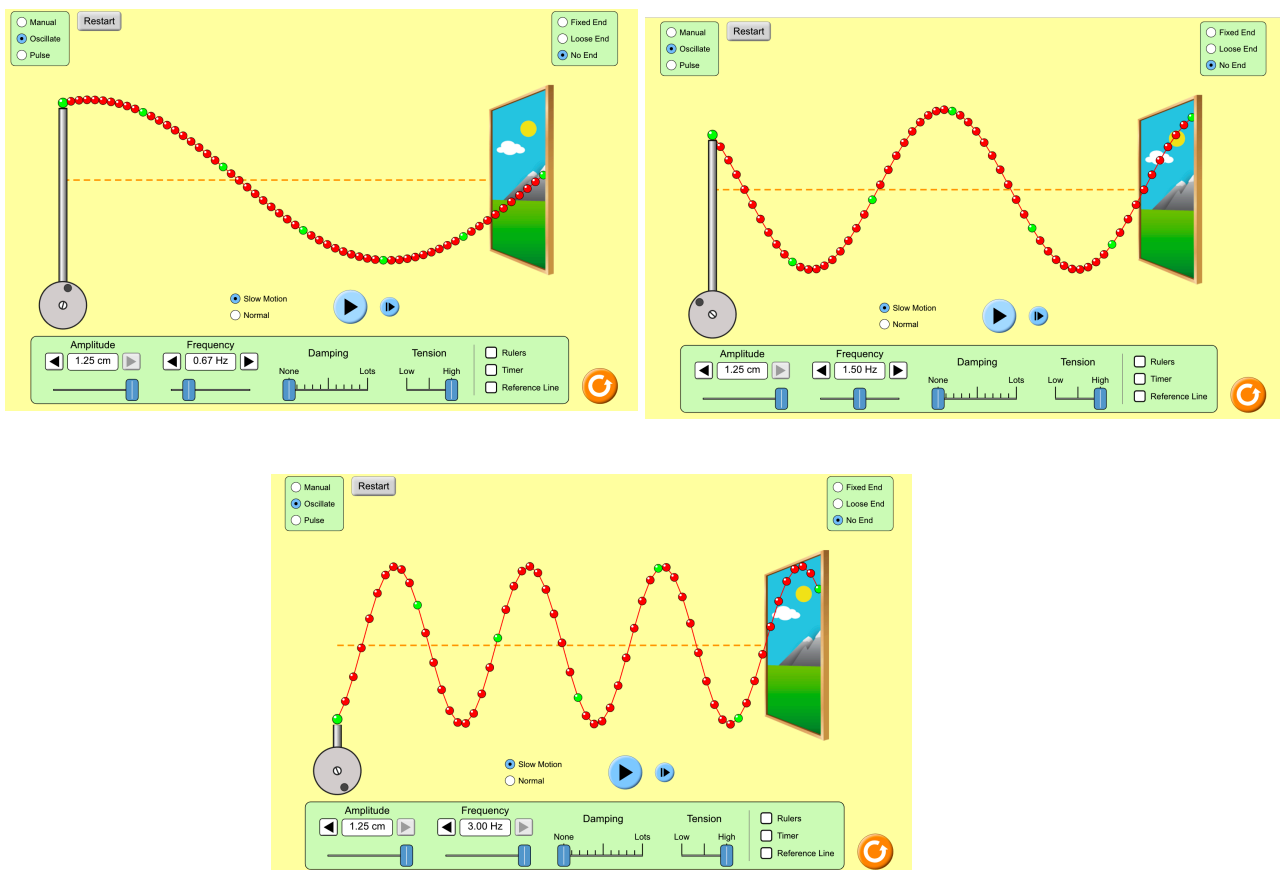 Manual
Oscillate
Pulse
Restart
Fixed End
Loose End
No End
Slow Motion
Normal
Amplitude
1.25 cm
Frequency
0.67 Hz
Damping
None
Lots
Tension
Low
High
Rulers
Timer
Reference Line
Manual
Oscillate
Pulse
Restart
Fixed End
Loose End
No End
Slow Motion
Normal
Amplitude
1.25 cm
Frequency
1.50 Hz
Damping
None
Lots
Tension
Low
High
Rulers
Timer
Reference Line
Manual
Oscillate
Pulse
Restart
Fixed End
Loose End
No End
Slow Motion
Normal
Amplitude
1.25 cm
Frequency
3.00 Hz
Damping
None
Lots
Tension
Low
High
Rulers
Timer
Reference Line